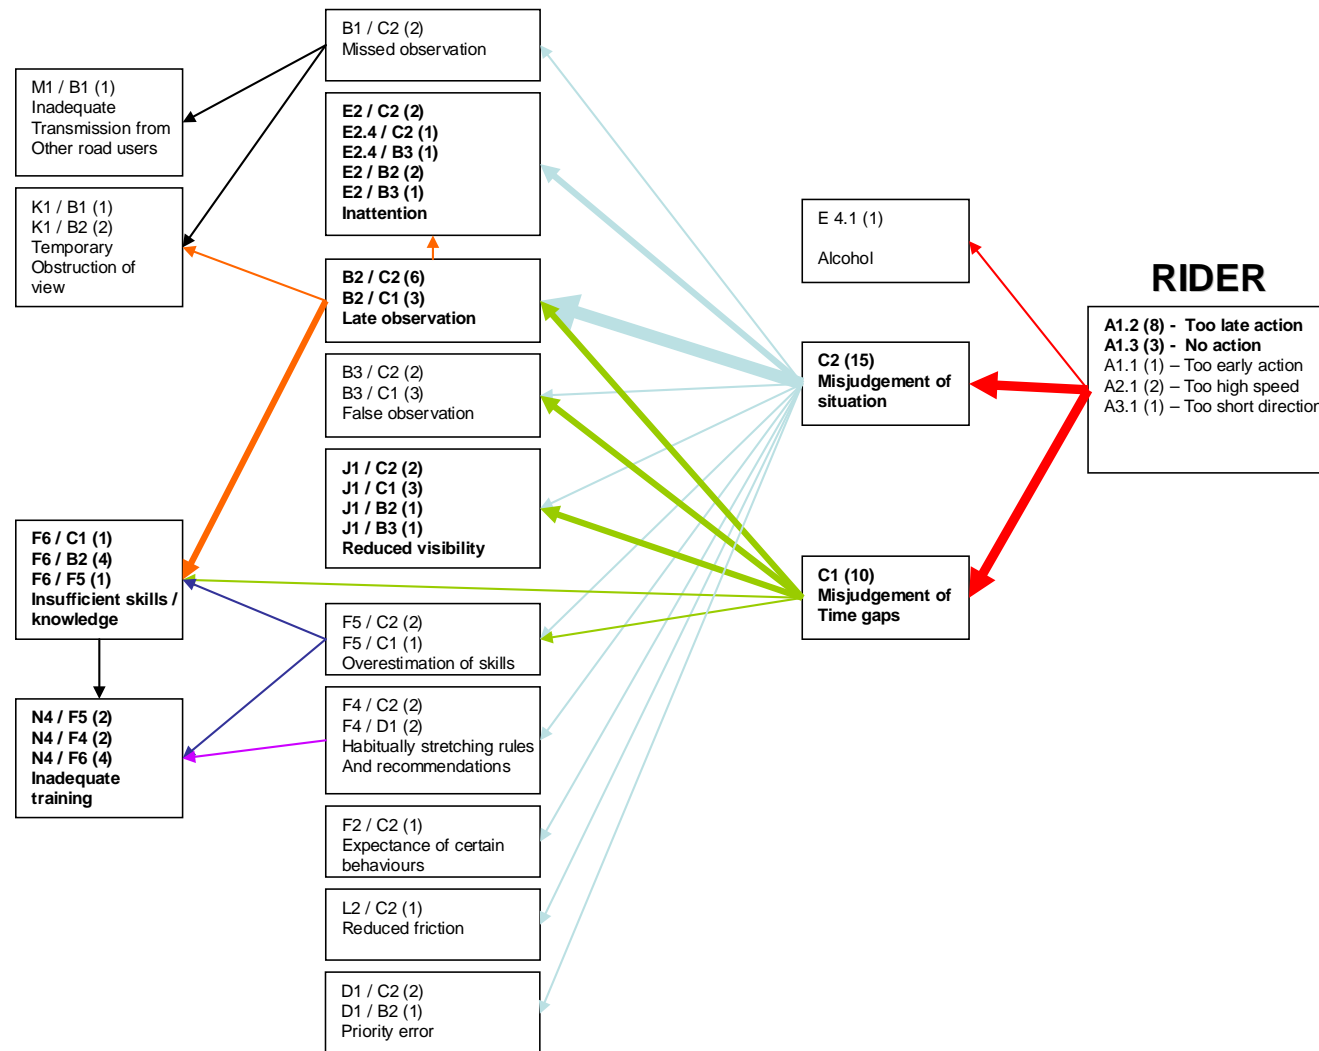 B1 / C2 (2)
Missed observation
M1 / B1 (1)
Inadequate
Transmission from
Other road users
E2 / C2 (2)
E2.4 / C2 (1)
E2.4 / B3 (1)
E2 / B2 (2)
E2 / B3 (1)
Inattention
K1 / B1 (1)
K1 / B2 (2)
Temporary
Obstruction of
view
E 4.1 (1)
Alcohol
RIDER
B2 / C2 (6)
B2 / C1 (3)
Late observation
A1.2 (8) - Too late action
A1.3 (3) - No action
A1.1 (1) – Too early action
A2.1 (2) – Too high speed
A3.1 (1) – Too short direction
C2 (15)
Misjudgement of
situation
B3 / C2 (2)
B3 / C1 (3)
False observation
J1 / C2 (2)
J1 / C1 (3)
J1 / B2 (1)
J1 / B3 (1)
Reduced visibility
F6 / C1 (1)
F6 / B2 (4)
F6 / F5 (1)
Insufficient skills /
knowledge
C1 (10)
Misjudgement of
Time gaps
F5 / C2 (2)
F5 / C1 (1)
Overestimation of skills
N4 / F5 (2)
N4 / F4 (2)
N4 / F6 (4)
Inadequate
training
F4 / C2 (2)
F4 / D1 (2)
Habitually stretching rules
And recommendations
F2 / C2 (1)
Expectance of certain
behaviours
L2 / C2 (1)
Reduced friction
D1 / C2 (2)
D1 / B2 (1)
Priority error